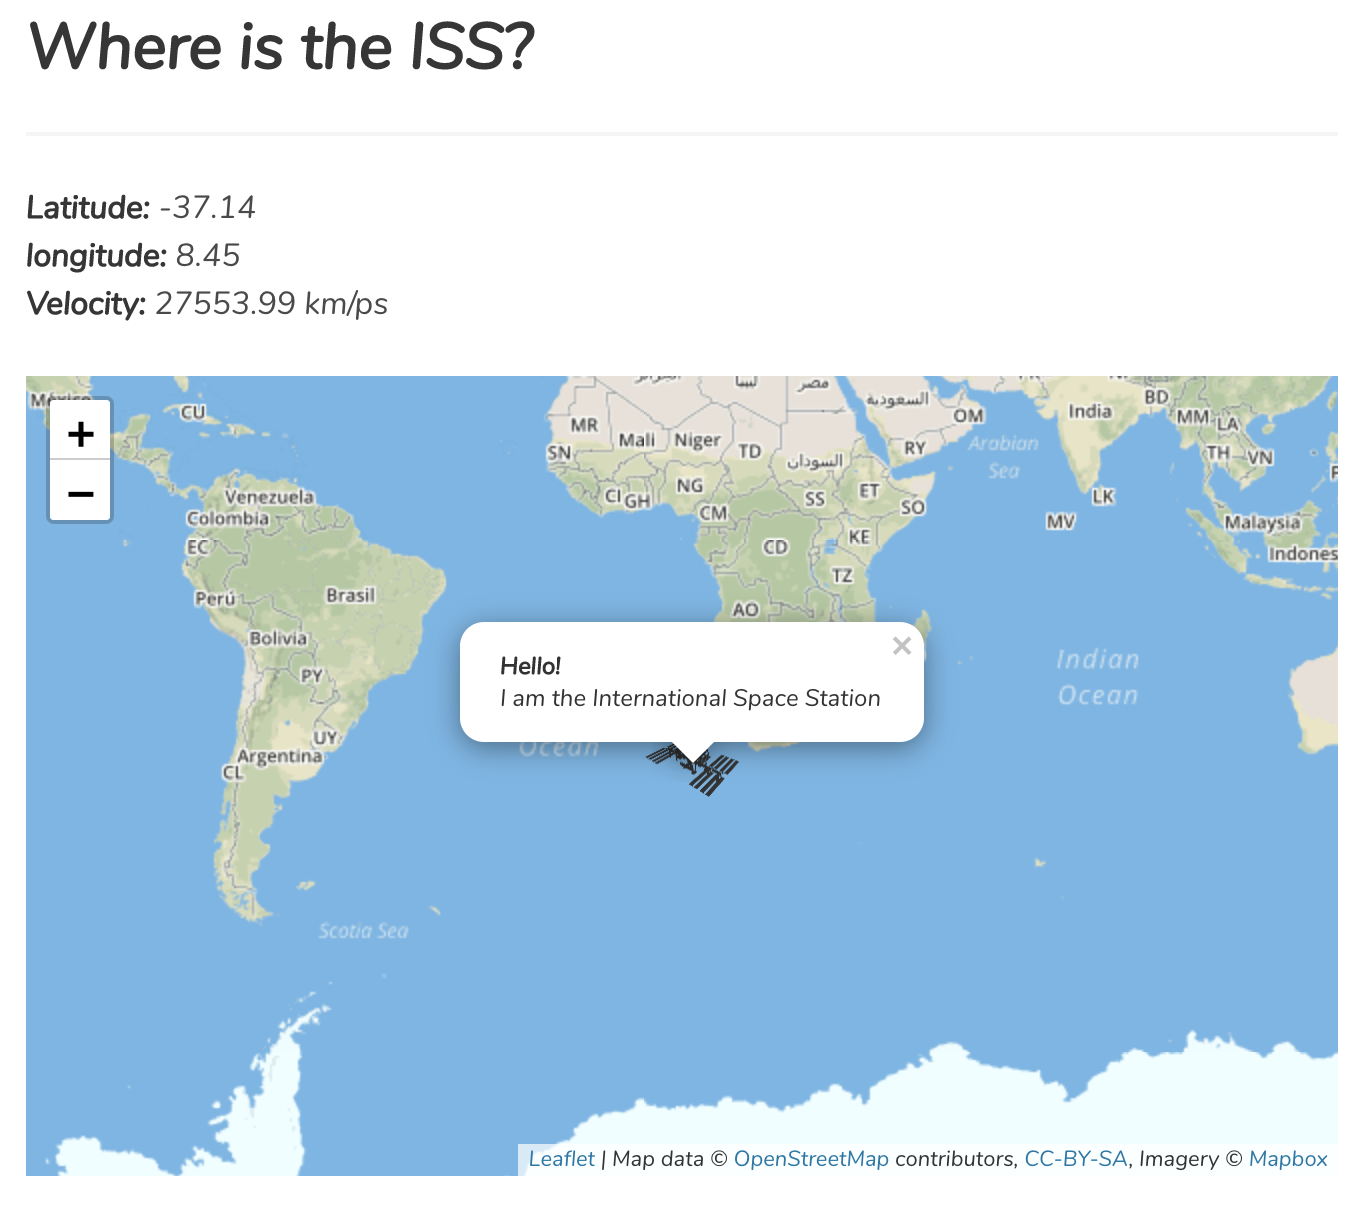 Where is the ISS?
Latitude: -37.14
longitude: 8.45
Velocity: 27553.99 km/ps
México
CU
+
−
Venezuela
Colombia
EC
Perú
Brasil
Bolivia
PY
UY
Argentina
CL
Scotia Sea
MR
Mali
Niger
TD
السودان
ليبيا
مصر
السعودية
OM
RY
SN
CI
GH
NG
CM
SS
ET
SO
CD
KE
TZ
AO
Arabian
Sea
India
BD
MM
LA
TH
VN
LK
MV
Malaysia
Indones
Indian
Ocean
×
Hello!
I am the International Space Station
Ocean
Leaflet | Map data © OpenStreetMap contributors, CC-BY-SA, Imagery © Mapbox